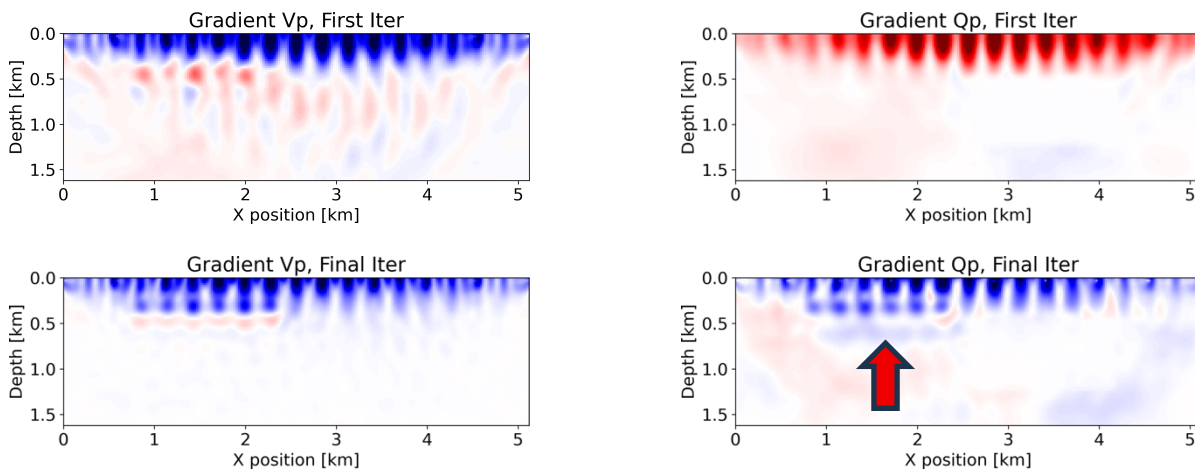 Gradient Vp, First Iter
Depth [km]
0.0
0.5
1.0
1.5
0 1 2 3 4 5
X position [km]
Gradient Qp, First Iter
Depth [km]
0.0
0.5
1.0
1.5
0 1 2 3 4 5
X position [km]
Gradient Vp, Final Iter
Depth [km]
0.0
0.5
1.0
1.5
0 1 2 3 4 5
X position [km]
Gradient Qp, Final Iter
Depth [km]
0.0
0.5
1.0
1.5
0 1 2 3 4 5
X position [km]